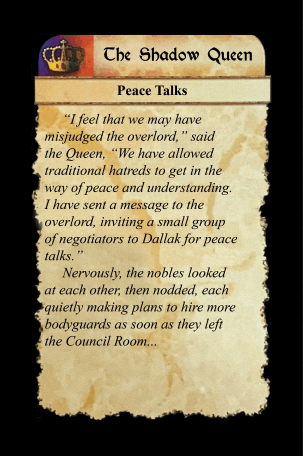 The Shadow Queen
Peace Talks
“I feel that we may have
misjudged the overlord,” said
the Queen, “We have allowed
traditional hatreds to get in the
way of peace and understanding.
I have sent a message to the
overlord, inviting a small group
of negotiators to Dallak for peace
talks.”
Nervously, the nobles looked
at each other, then nodded, each
quietly making plans to hire more
bodyguards as soon as they left
the Council Room...